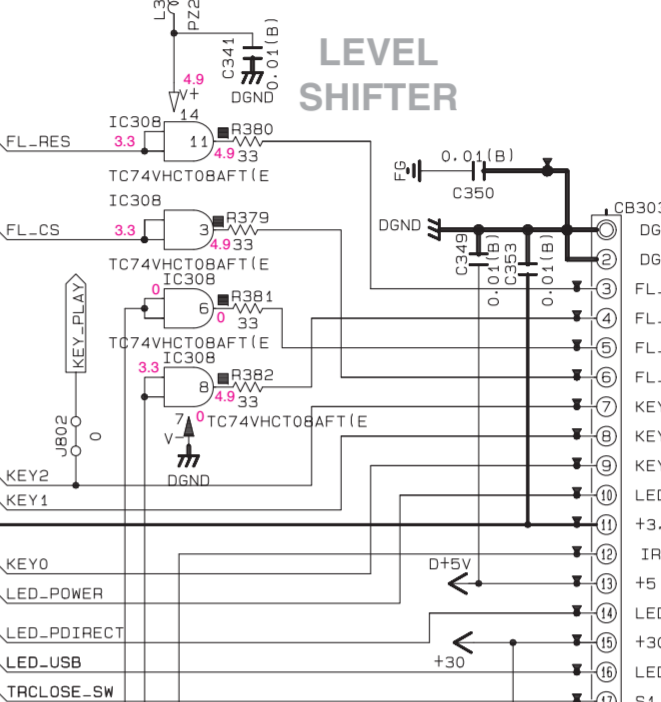 L3
PZ2
C341
0.01(B)
DGND
LEVEL
SHIFTER
4.9
V+
14
IC308
FL_RES
3.3
11
R380
4.9
33
TC74VHCT08AFT(E
FG
0.01(B)
C350
IC308
FL_CS
3.3
3
R379
4.9
33
TC74VHCT08AFT(E
DGND
C349
0.01(B)
C353
0.01(B)
CB303
DG
2
DG
IC308
0
6
R381
0
33
TC74VHCT08AFT(E
3
FL_
4
FL_
5
FL_
6
FL_
KEY_PLAY
IC308
3.3
8
R382
4.9
33
7
0
TC74VHCT08AFT(E
V-
DGND
J802
0
7
KEY
8
KEY
9
KEY
KEY2
KEY1
10
LED
11
+3.
12
IR
KEY0
D+5V
13
+5
LED_POWER
14
LED
LED_PDIRECT
15
+30
+30
LED_USB
16
LED
TRCLOSE_SW
17